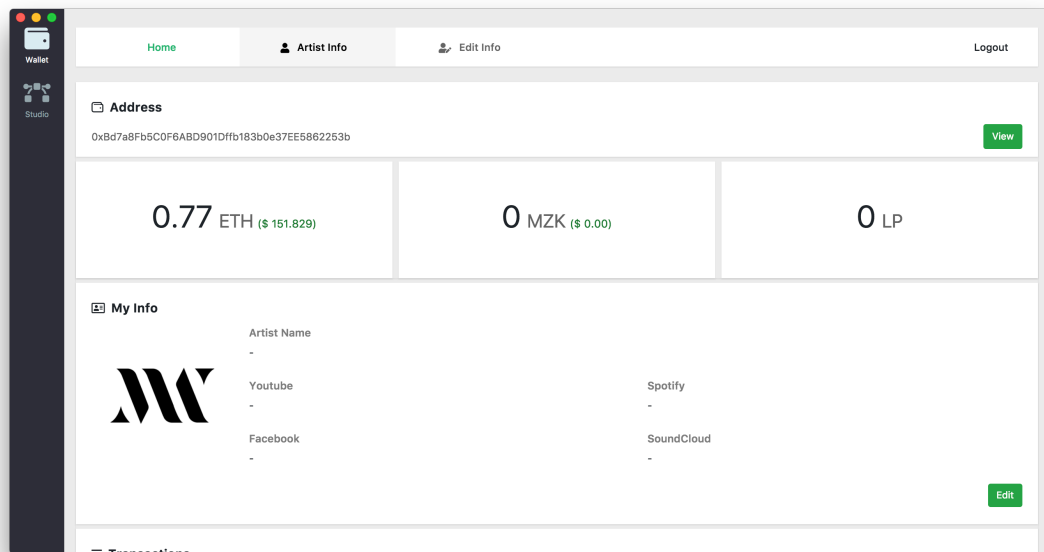 Wallet
Studio
Home
Artist Info
Edit Info
Logout
Address
0xBd7a8Fb5C0F6ABD901Dffb183b0e37EE5862253b
View
0.77 ETH ($ 151.829)
0 MZK ($ 0.00)
0 LP
My Info
Artist Name
-
Youtube
Spotify
-
-
Facebook
SoundCloud
-
-
Edit
Transactions